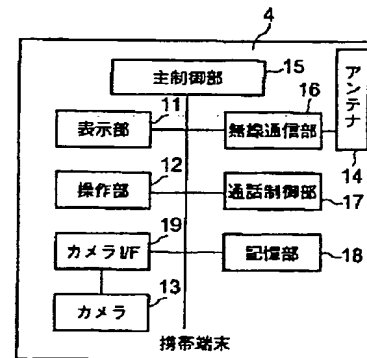 4
主制御部
15
アンテナ
14
11
表示部
16
無線通信部
12
操作部
通話制御部
17
19
カメラI/F
記憶部
18
13
カメラ
携帯端末